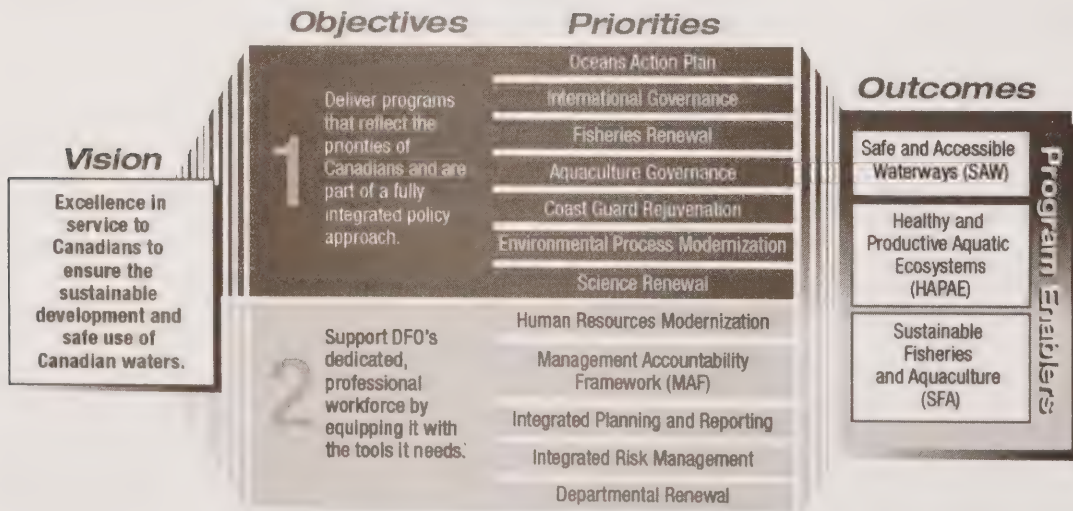 Objectives
Priorities
Outcomes
Vision
Excellence in
service to
Canadians to
ensure the
sustainable
development and
safe use of
Canadian waters.
1
Deliver programs
that reflect the
priorities of
Canadians and are
part of a fully
integrated policy
approach.
Oceans Action Plan
International Governance
Fisheries Renewal
Aquaculture Governance
Coast Guard Rejuvenation
Environmental Process Modernization
Science Renewal
2
Support DFO's
dedicated,
professional
workforce by
equipping it with
the tools it needs.
Human Resources Modernization
Management Accountability
Framework (MAF)
Integrated Planning and Reporting
Integrated Risk Management
Departmental Renewal
Safe and Accessible
Waterways (SAW)
Healthy and
Productive Aquatic
Ecosystems
(HAPAE)
Sustainable
Fisheries
and Aquaculture
(SFA)
Program Enablers